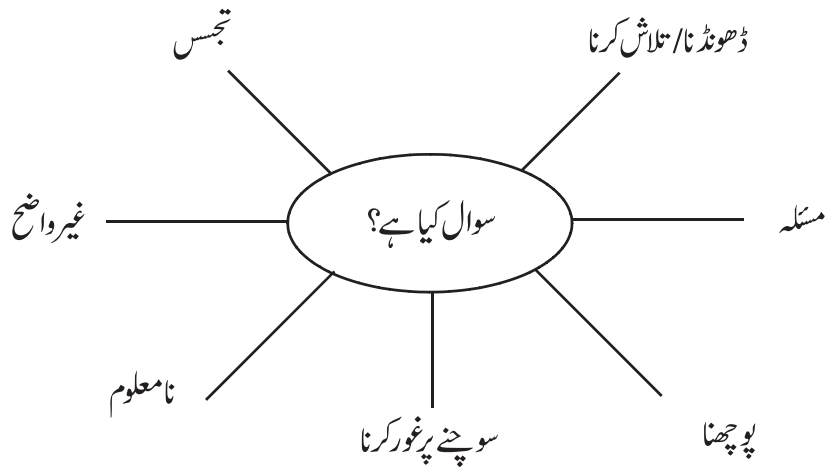 ڈھونڈنا/تلاش کرنا
تجسس
سوال کیا ہے؟
مسئلہ
غیر واضح
نامعلوم
سوچنے پر غور کرنا
پوچھنا